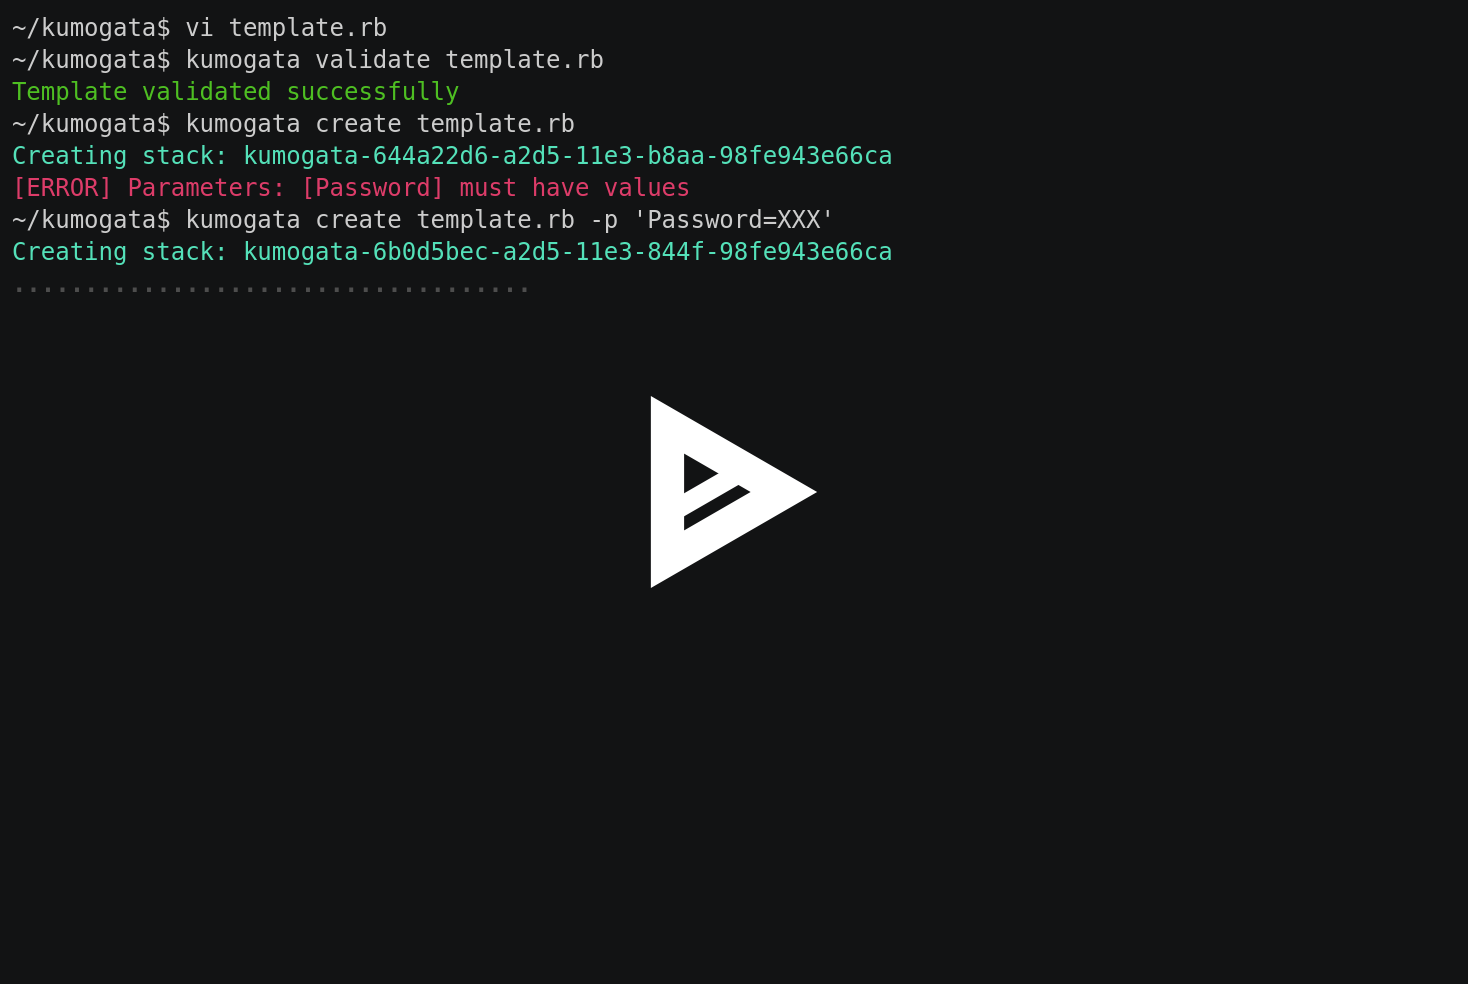 ~/kumogata$ vi template.rb
~/kumogata$ kumogata validate template.rb
Template validated successfully
~/kumogata$ kumogata create template.rb
Creating stack: kumogata-644a22d6-a2d5-11e3-b8aa-98fe943e66ca
[ERROR] Parameters: [Password] must have values
~/kumogata$ kumogata create template.rb -p 'Password=XXX'
Creating stack: kumogata-6b0d5bec-a2d5-11e3-844f-98fe943e66ca
....................................